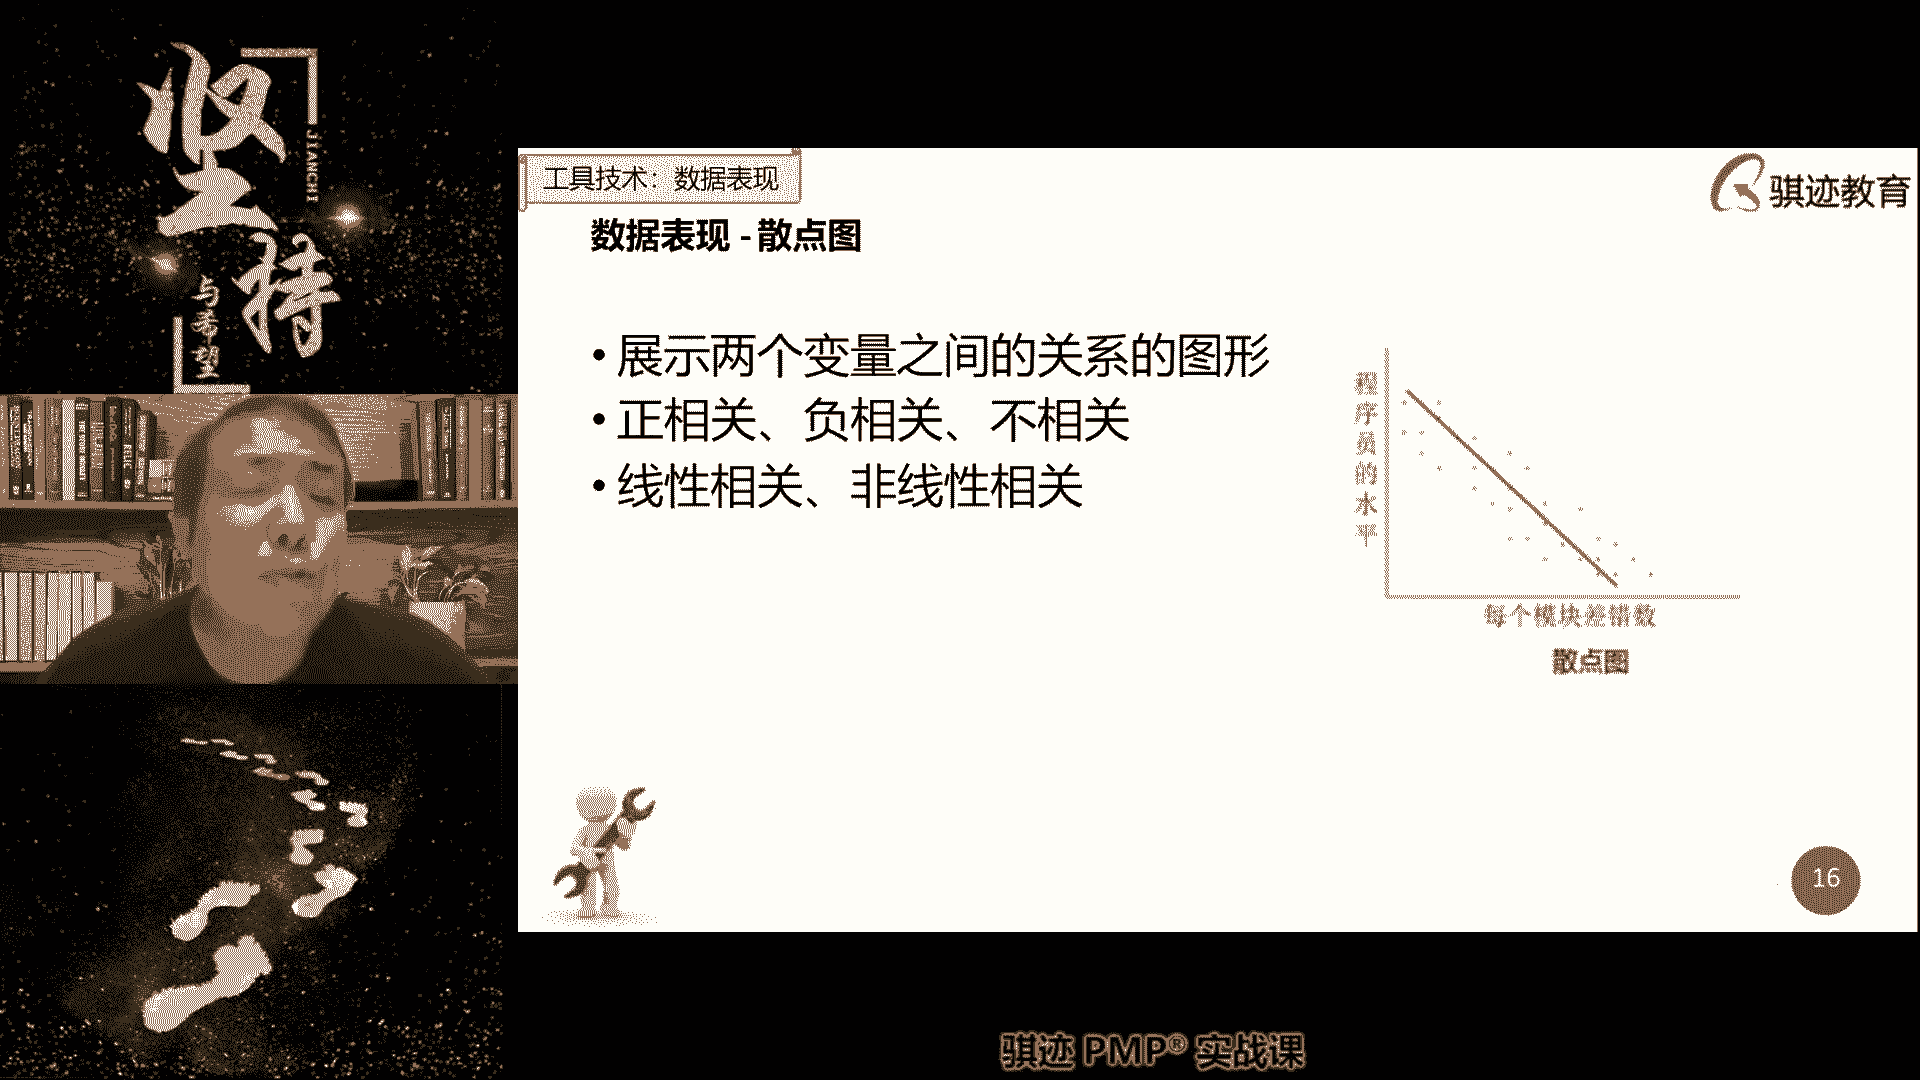 坚持
JIANCHI
与希望
工具技术：数据表现
骐迹教育
数据表现 - 散点图
• 展示两个变量之间的关系的图形
• 正相关、负相关、不相关
• 线性相关、非线性相关
程序员的水平
每个模块差错数
散点图
16
骐迹 PMP® 实战课